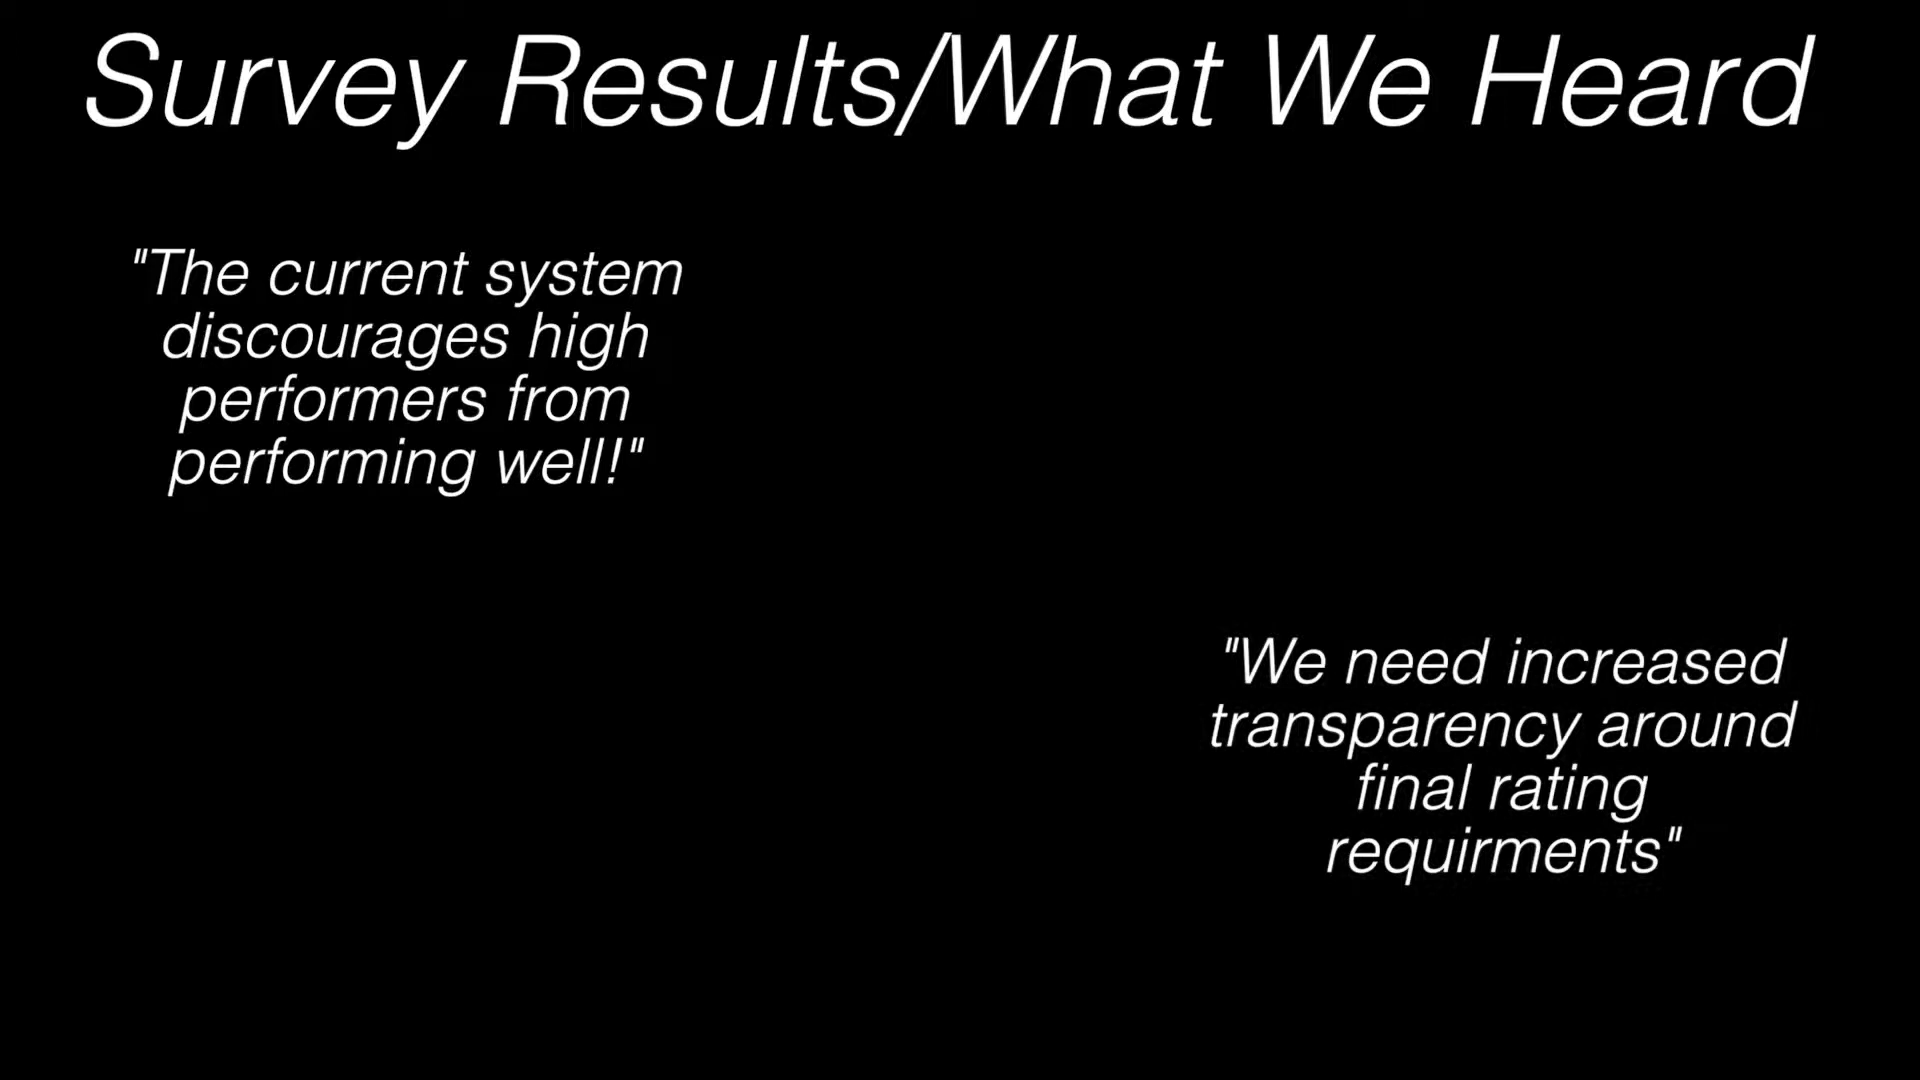 Survey Results/What We Heard
"The current system
discourages high
performers from
performing well!"
"We need increased
transparency around
final rating
requirments"